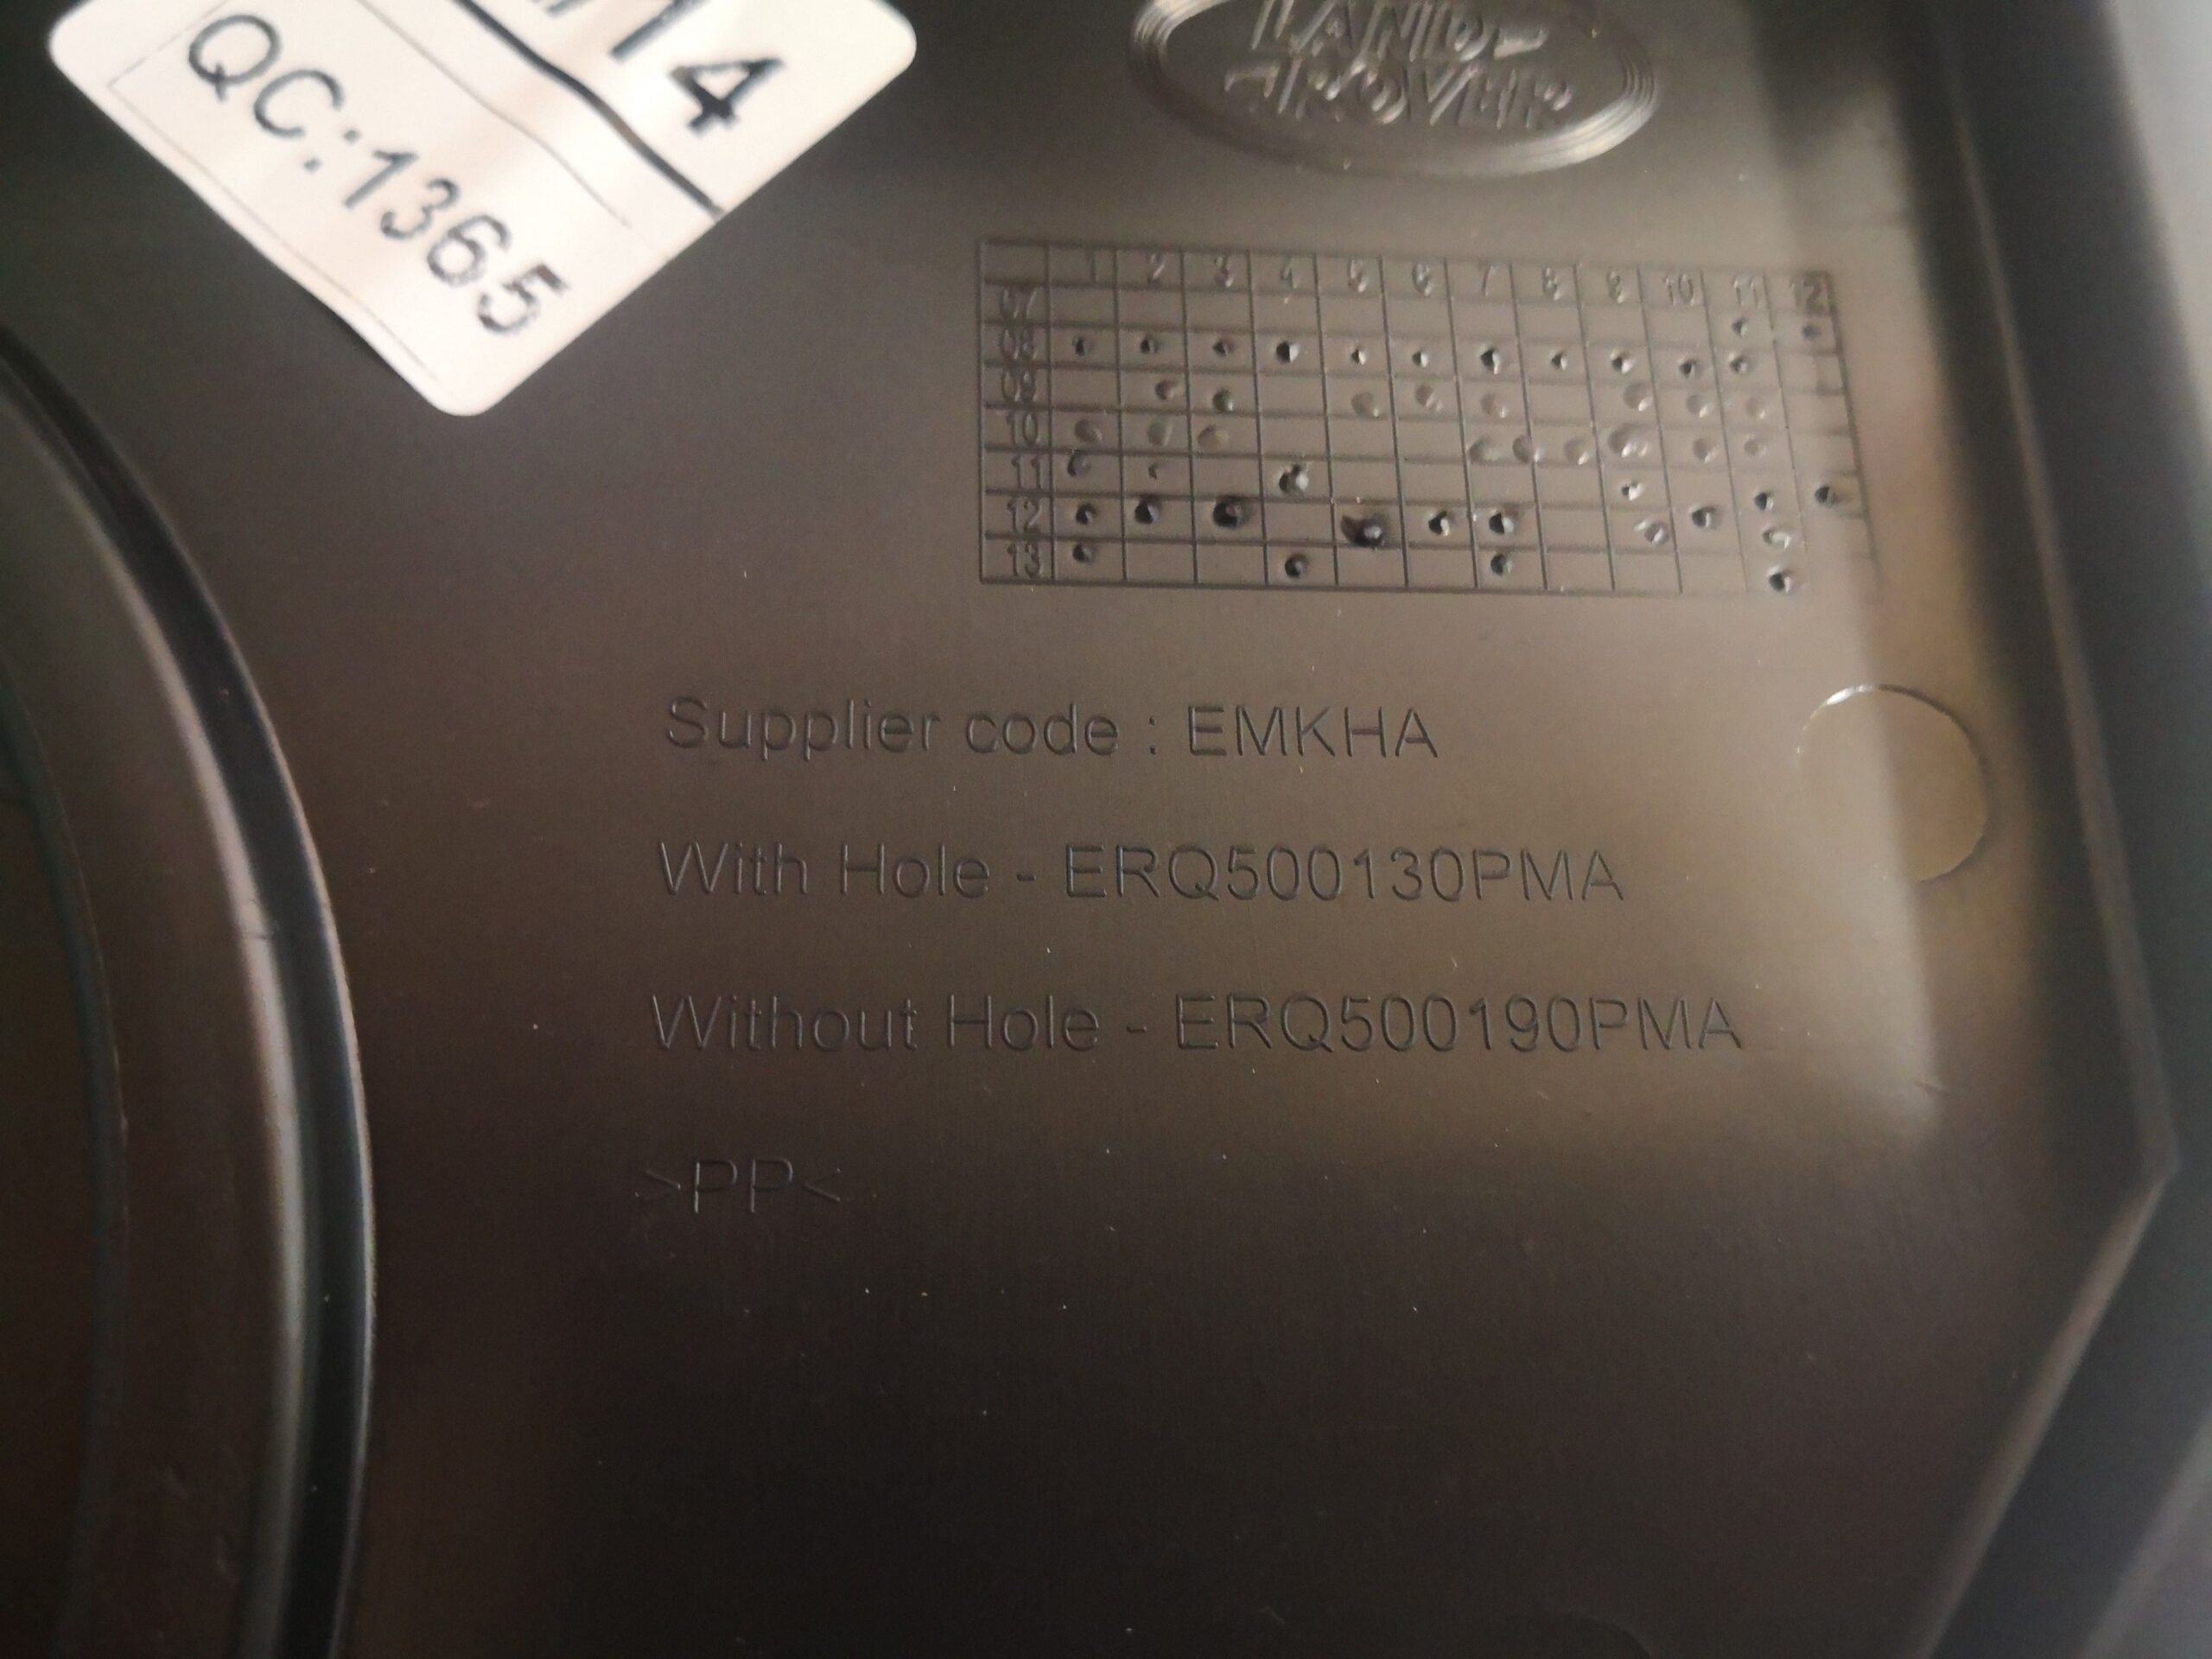 14
QC:1365
LAND-
ROVER
1 2 3 4 5 6 7 8 9 10 11 12
07
08
09
10
11
12
13
Supplier code : EMKHA
With Hole - ERQ500130PMA
Without Hole - ERQ500190PMA
>PP<